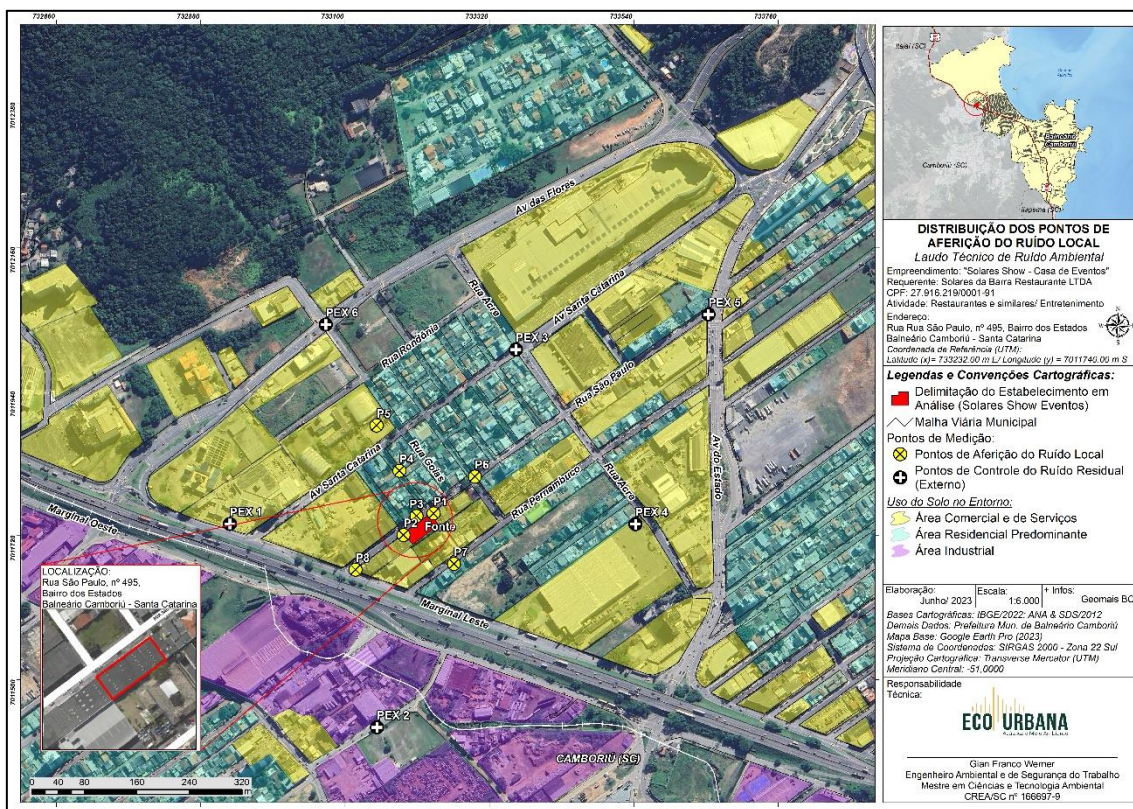 732660
732880
733100
733320
733540
733760
7012380
7012160
7011940
7011720
7011500
Av das Flores
Rua Acre
Av Santa Catarina
PEX 5
PEX 6
Rua Rondônia
PEX 3
Rua São Paulo
P5
Av Santa Catarina
Rua Goiás
P4
P6
Av do Estado
Rua Acre
Rua Pernambuco
P3
P1
PEX 1
P2
Fonte
PEX 4
Marginal Oeste
P8
P7
Marginal Leste
LOCALIZAÇÃO:
Rua São Paulo, nº 495,
Bairro dos Estados
Balneário Camboriú - Santa Catarina
PEX 2
CAMBORIÚ (SC)
0 40 80 160 240 320
m
Itajaí (SC)
Balneário
Camboriú
Camboriú (SC)
Itapema (SC)
DISTRIBUIÇÃO DOS PONTOS DE
AFERIÇÃO DO RUÍDO LOCAL
Laudo Técnico de Ruído Ambiental
Empreendimento: "Solares Show - Casa de Eventos"
Requerente: Solares da Barra Restaurante LTDA
CPF: 27.916.219/0001-91
Atividade: Restaurantes e similares/ Entretenimento
Endereço:
Rua Rua São Paulo, nº 495, Bairro dos Estados
Balneário Camboriú - Santa Catarina
Coordenada de Referência (UTM):
Latitude (x)= 733232.00 m E/ Longitude (y) = 7011740.00 m S
Legendas e Convenções Cartográficas:
Delimitação do Estabelecimento em
Análise (Solares Show Eventos)
Malha Viária Municipal
Pontos de Medição:
Pontos de Aferição do Ruído Local
Pontos de Controle do Ruído Residual
(Externo)
Uso do Solo no Entorno:
Área Comercial e de Serviços
Área Residencial Predominante
Área Industrial
Elaboração:
Junho/ 2023
Escala:
1:6.000
+ Infos:
Geomais BC
Bases Cartográficas: IBGE/2022; ANA & SDS/2012
Demais Dados: Prefeitura Mun. de Balneário Camboriú
Mapa Base: Google Earth Pro (2023)
Sistema de Coordenadas: SIRGAS 2000 - Zona 22 Sul
Projeção Cartográfica: Transverse Mercator (UTM)
Meridiano Central: -51,0000
Responsabilidade
Técnica:
ECO URBANA
Gian Franco Werner
Engenheiro Ambiental e de Segurança do Trabalho
Mestre em Ciências e Tecnologia Ambiental
CREA/SC nº 166697-9